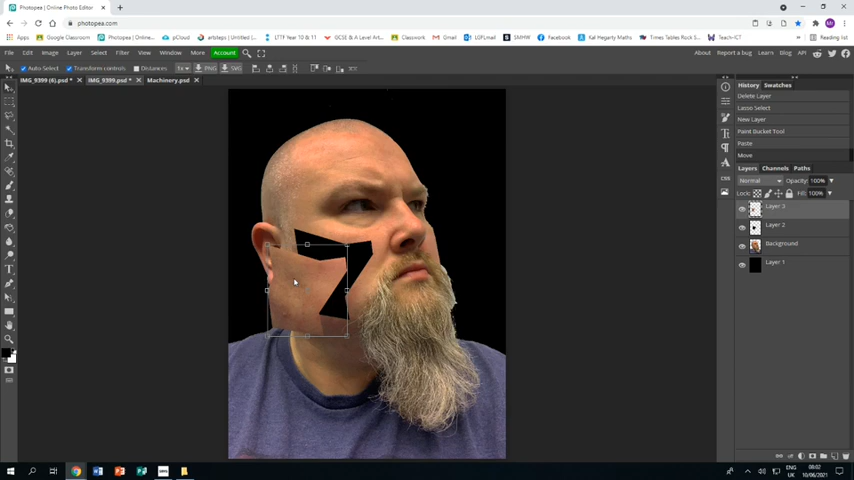 Photopea | Online Photo Editor
photopea.com
Apps Google Classroom Photopea | Online Ph... pCloud artsteps | Untitled | LTTF Year 10 & 11 GCSE & A Level Art... Classwork Gmail LGFLmail SMHW Facebook Kal Hegarty Maths Times Tables Rock S... Teach-ICT Reading list
File Edit Image Layer Select Filter View Window More Account About Report a bug Learn Blog API
Auto-Select Transform controls Distances 1x PNG SVG
IMG_9399 (6).psd * IMG_9399.psd * Machinery.psd
History Swatches
Delete Layer
Lasso Select
New Layer
Paint Bucket Tool
Paste
Move
Layers Channels Paths
Normal Opacity: 100%
Lock: Fill: 100%
Layer 3
Layer 2
Background
Layer 1
CSS
ENG
UK
08:02
10/06/2021